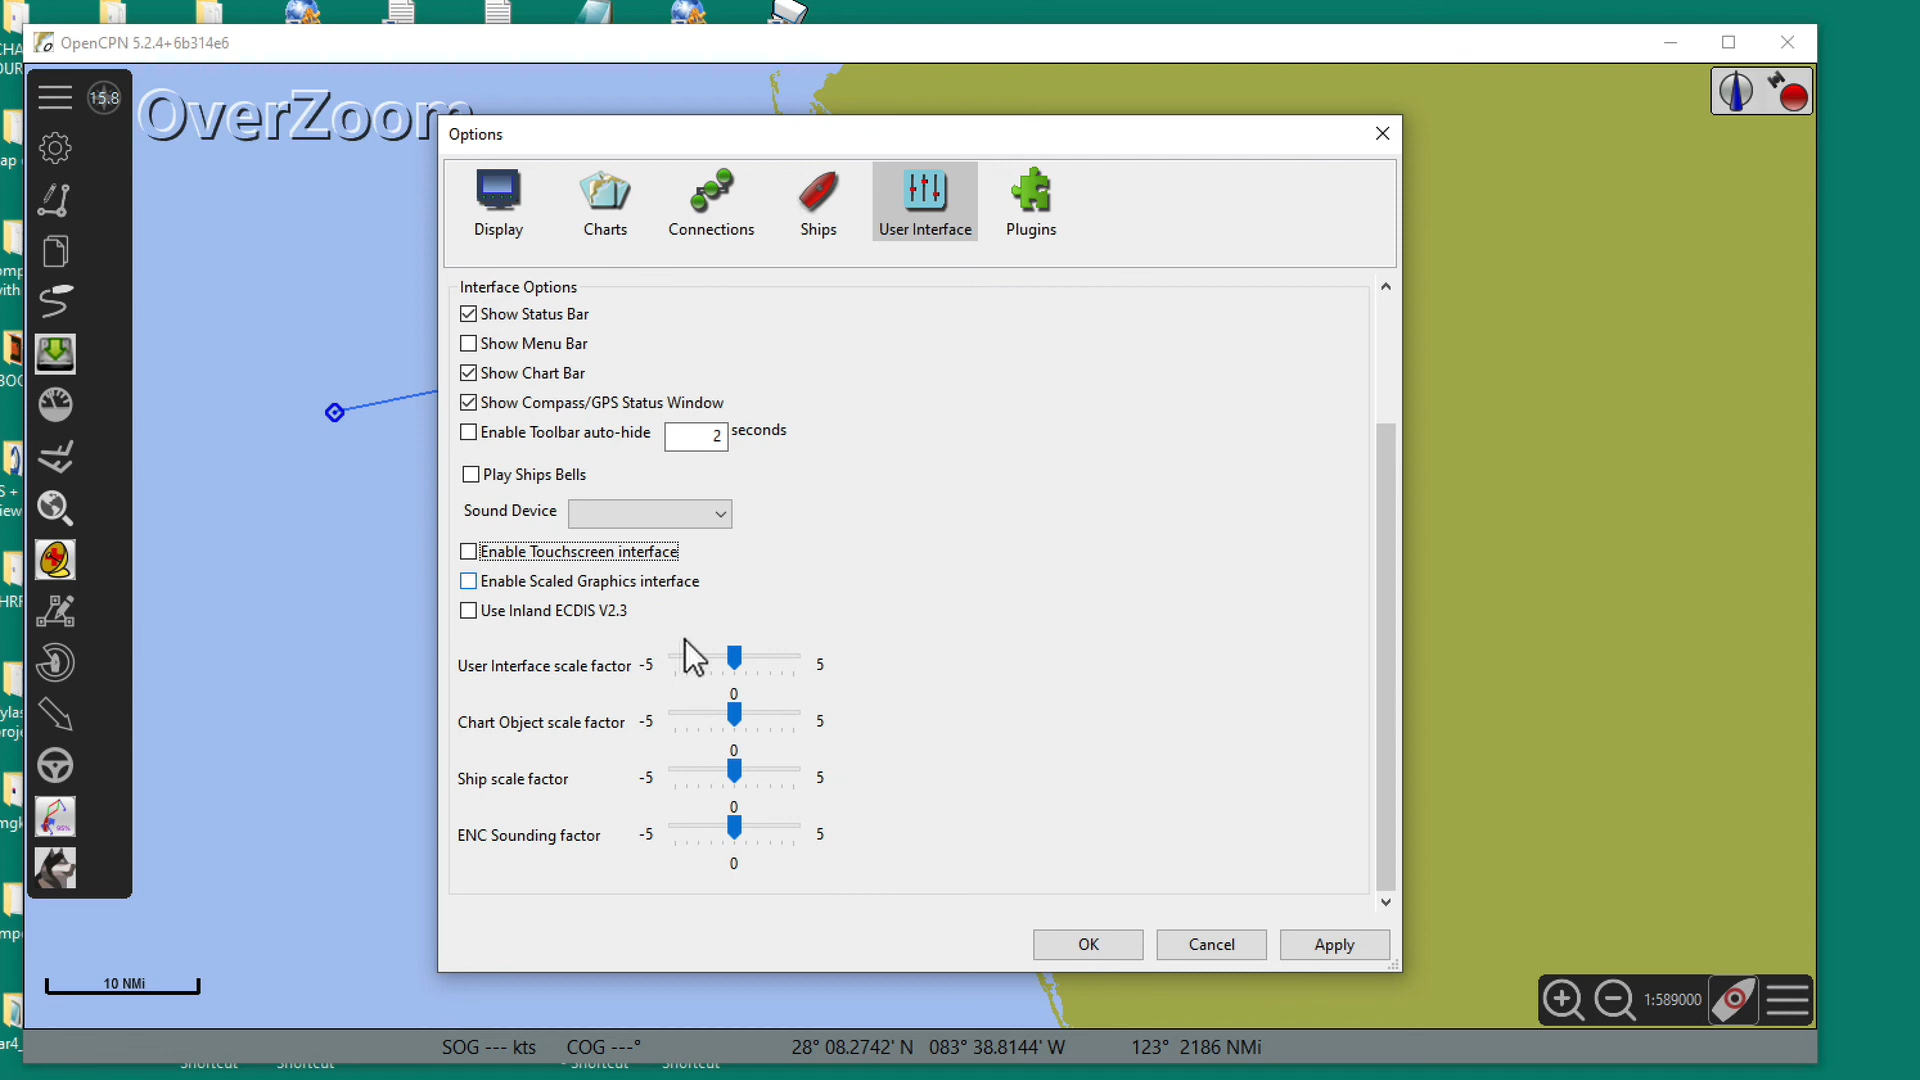 OpenCPN 5.2.4+6b314e6
15.8
OverZoom
Options
Display
Charts
Connections
Ships
User Interface
Plugins
Interface Options
Show Status Bar
Show Menu Bar
Show Chart Bar
Show Compass/GPS Status Window
Enable Toolbar auto-hide 2 seconds
Play Ships Bells
Sound Device
Enable Touchscreen interface
Enable Scaled Graphics interface
Use Inland ECDIS V2.3
User Interface scale factor -5 5
0
Chart Object scale factor -5 5
0
Ship scale factor -5 5
0
ENC Sounding factor -5 5
0
OK
Cancel
Apply
10 NMi
1:589000
SOG --- kts COG ---° 28° 08.2742' N 083° 38.8144' W 123° 2186 NMi
Shortcut
Shortcut
Shortcut
Shortcut